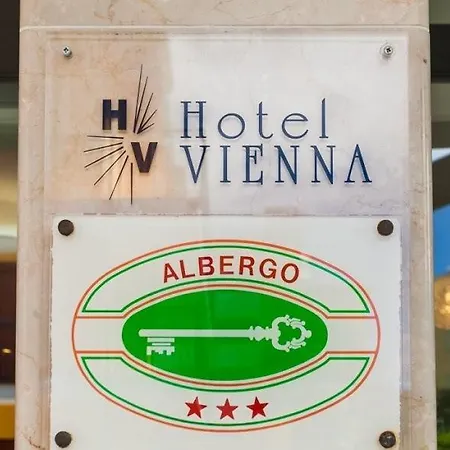 HV
Hotel
VIENNA
ALBERGO
★★★